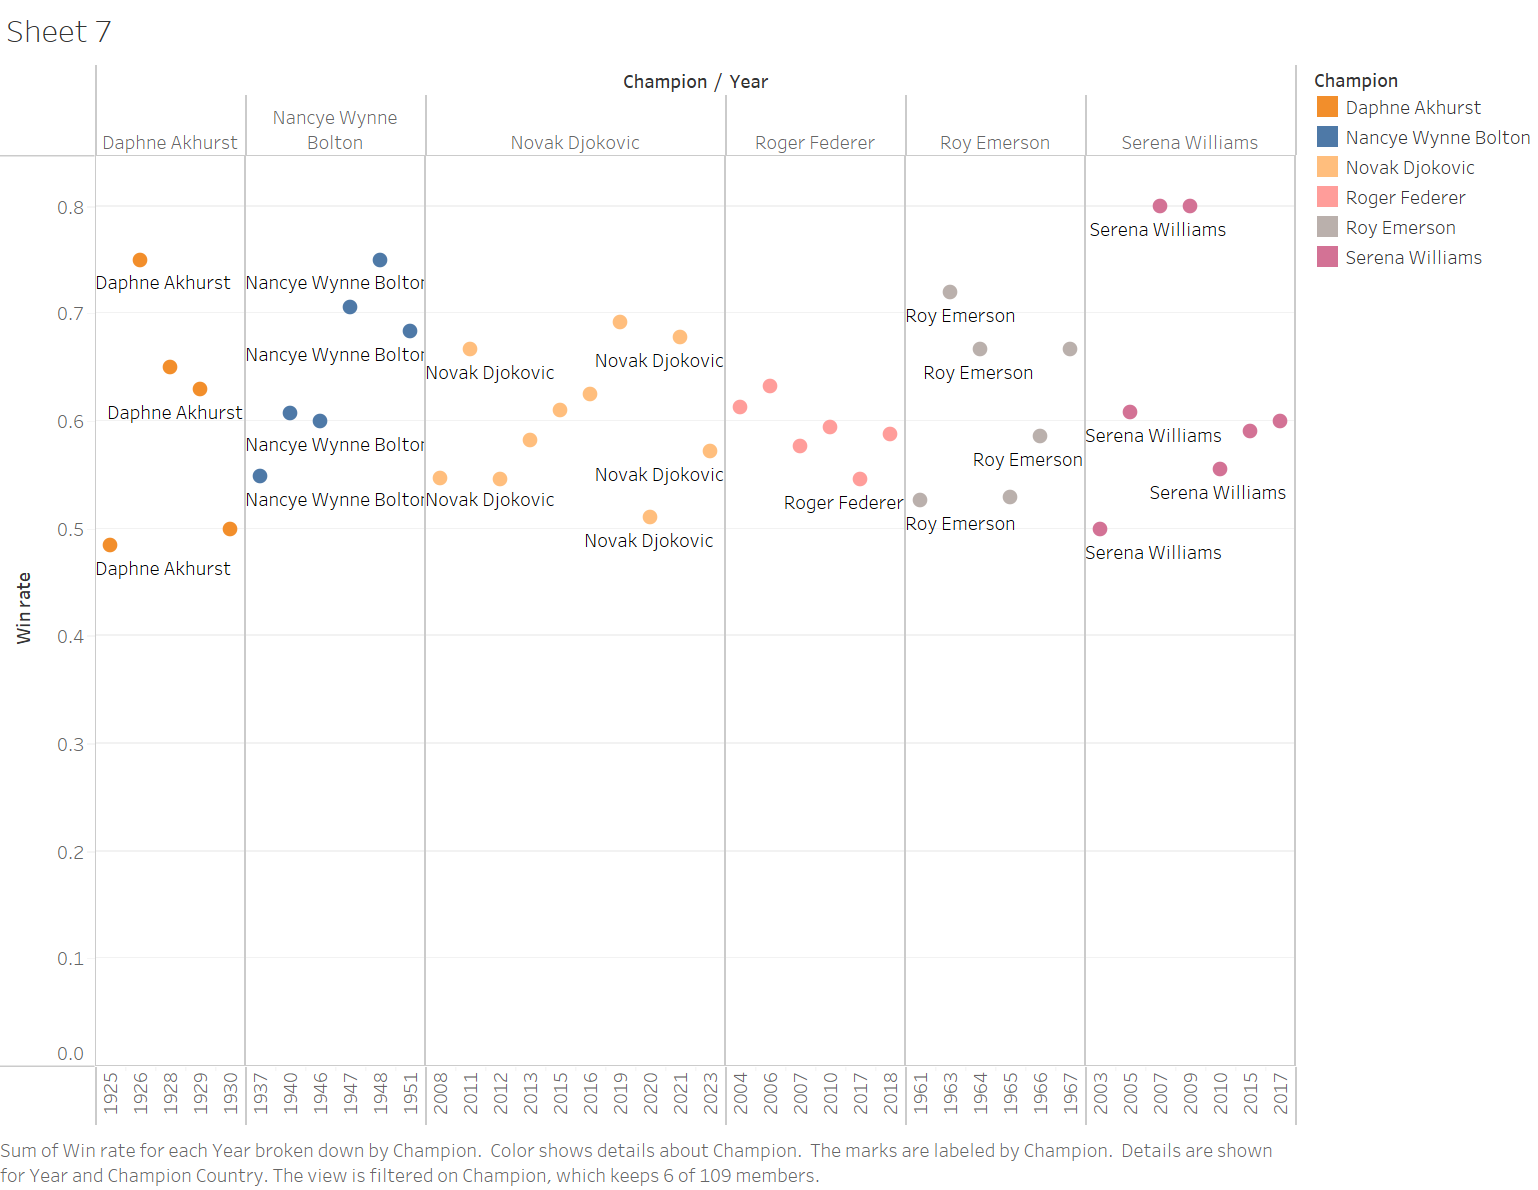 Sheet 7
Champion / Year
Daphne Akhurst
Nancye Wynne
Bolton
Novak Djokovic
Roger Federer
Roy Emerson
Serena Williams
Champion
Daphne Akhurst
Nancye Wynne Bolton
Novak Djokovic
Roger Federer
Roy Emerson
Serena Williams
Win rate
0.8
0.7
0.6
0.5
0.4
0.3
0.2
0.1
0.0
Daphne Akhurst
Daphne Akhurst
Daphne Akhurst
Nancye Wynne Bolton
Nancye Wynne Bolton
Nancye Wynne Bolton
Nancye Wynne Bolton
Novak Djokovic
Novak Djokovic
Novak Djokovic
Novak Djokovic
Novak Djokovic
Roger Federer
Roy Emerson
Roy Emerson
Roy Emerson
Roy Emerson
Serena Williams
Serena Williams
Serena Williams
Serena Williams
1925 1926 1928 1929 1930 1937 1940 1946 1947 1948 1951 2008 2011 2012 2013 2015 2016 2019 2020 2021 2023 2004 2006 2007 2010 2017 2018 1961 1963 1964 1965 1966 1967 2003 2005 2007 2009 2010 2015 2017
Sum of Win rate for each Year broken down by Champion. Color shows details about Champion. The marks are labeled by Champion. Details are shown
for Year and Champion Country. The view is filtered on Champion, which keeps 6 of 109 members.